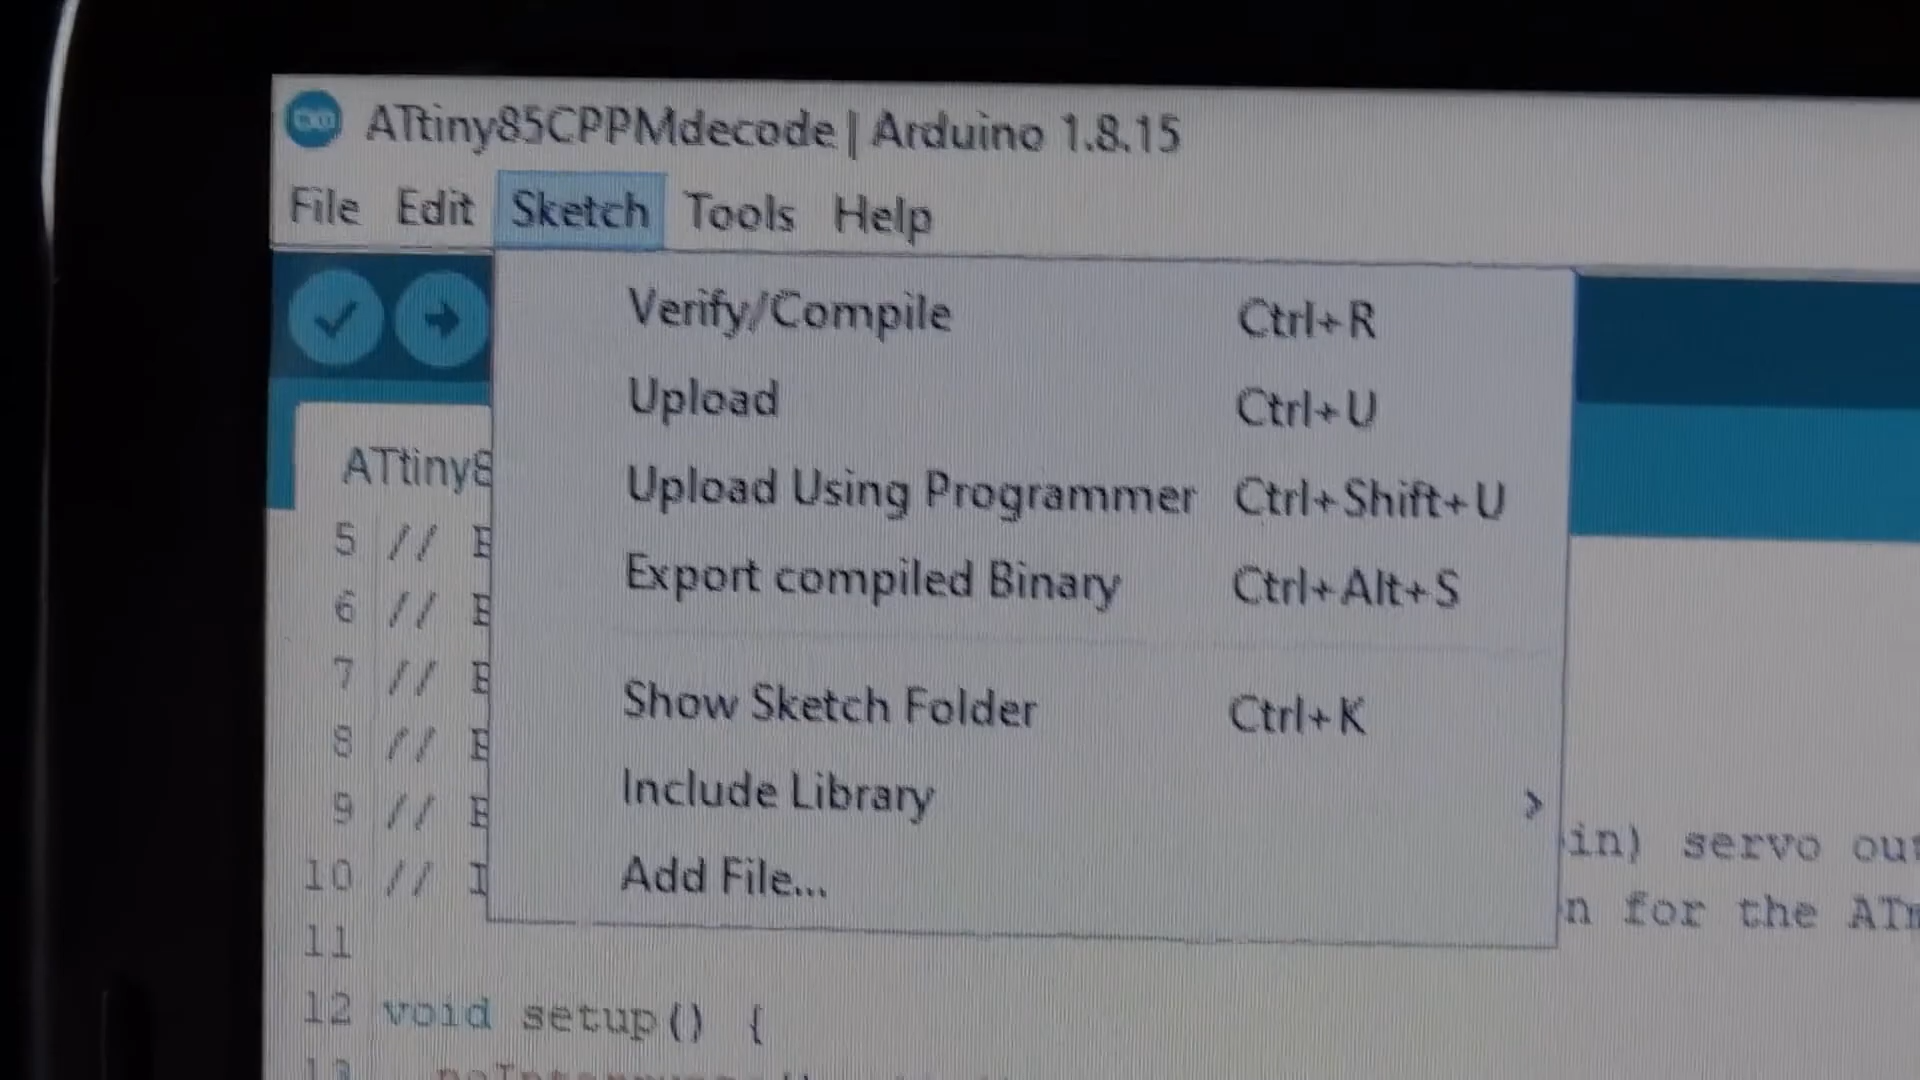 ATtiny85CPPMdecode | Arduino 1.8.15
File Edit Sketch Tools Help
Verify/Compile Ctrl+R
Upload Ctrl+U
Upload Using Programmer Ctrl+Shift+U
Export compiled Binary Ctrl+Alt+S
Show Sketch Folder Ctrl+K
Include Library >
Add File...
ATtiny8
5 //
6 //
7 //
8 //
9 // in) servo
10 // for the
11
12 void setup() {
13